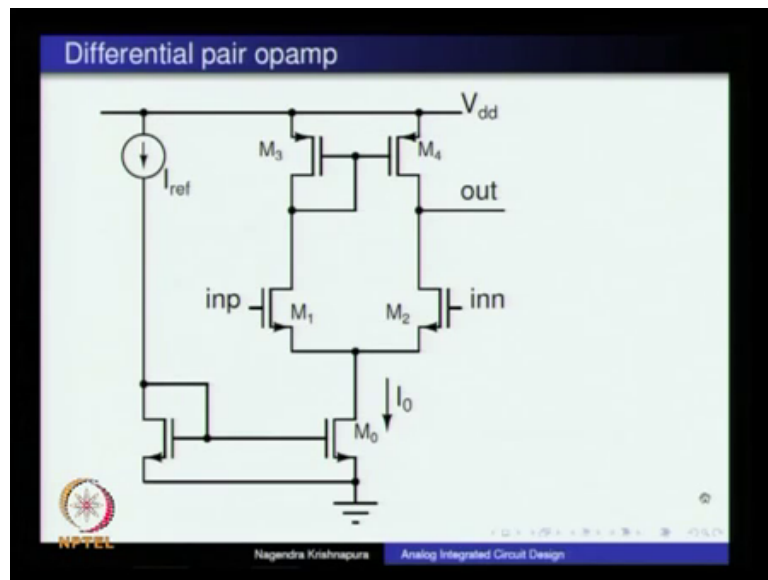 Differential pair opamp
V_dd
M_3
M_4
I_ref
out
inp
M_1
M_2
inn
I_0
M_0
NPTEL
Nagendra Krishnapura
Analog Integrated Circuit Design